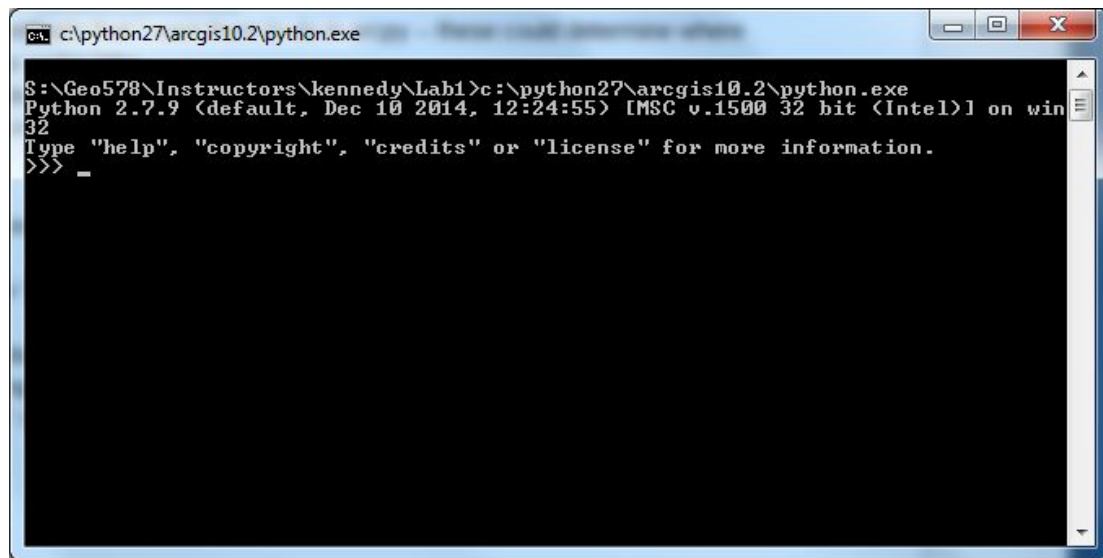 c:\python27\arcgis10.2\python.exe
S:\Geo578\Instructors\kennedy\Lab1>c:\python27\arcgis10.2\python.exe
Python 2.7.9 (default, Dec 10 2014, 12:24:55) [MSC v.1500 32 bit (Intel)] on win
32
Type "help", "copyright", "credits" or "license" for more information.
>>> _